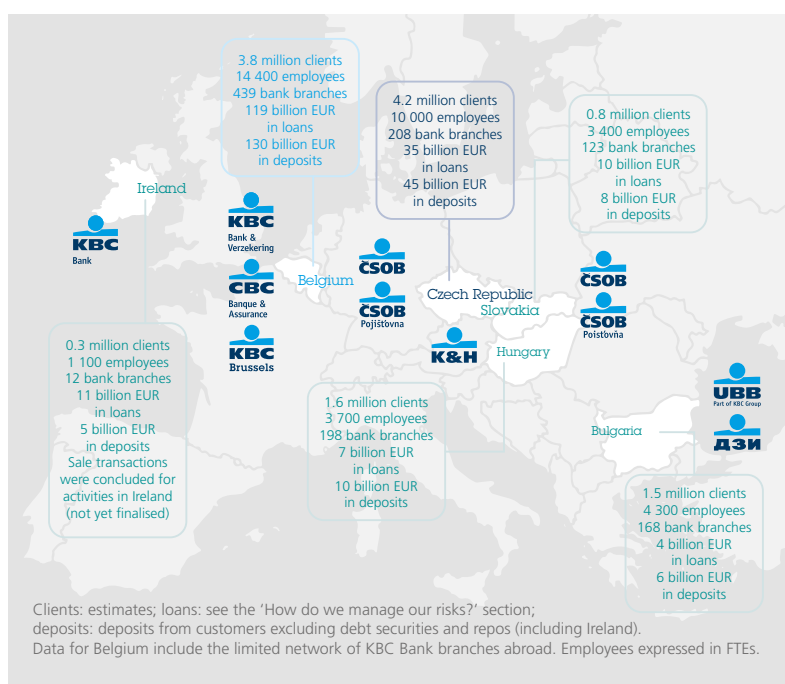 3.8 million clients
14 400 employees
439 bank branches
119 billion EUR
in loans
130 billion EUR
in deposits
4.2 million clients
10 000 employees
208 bank branches
35 billion EUR
in loans
45 billion EUR
in deposits
0.8 million clients
3 400 employees
123 bank branches
10 billion EUR
in loans
8 billion EUR
in deposits
Ireland
KBC
Bank
KBC
Bank &
Verzekering
CBC
Banque &
Assurance
KBC
Brussels
Belgium
ČSOB
ČSOB
Pojišťovna
Czech Republic
Slovakia
ČSOB
ČSOB
Poisťovňa
K&H
Hungary
0.3 million clients
1 100 employees
12 bank branches
11 billion EUR
in loans
5 billion EUR
in deposits
Sale transactions
were concluded for
activities in Ireland
(not yet finalised)
1.6 million clients
3 700 employees
198 bank branches
7 billion EUR
in loans
10 billion EUR
in deposits
UBB
Part of KBC Group
ДЗИ
Bulgaria
1.5 million clients
4 300 employees
168 bank branches
4 billion EUR
in loans
6 billion EUR
in deposits
Clients: estimates; loans: see the ‘How do we manage our risks?’ section;
deposits: deposits from customers excluding debt securities and repos (including Ireland).
Data for Belgium include the limited network of KBC Bank branches abroad. Employees expressed in FTEs.